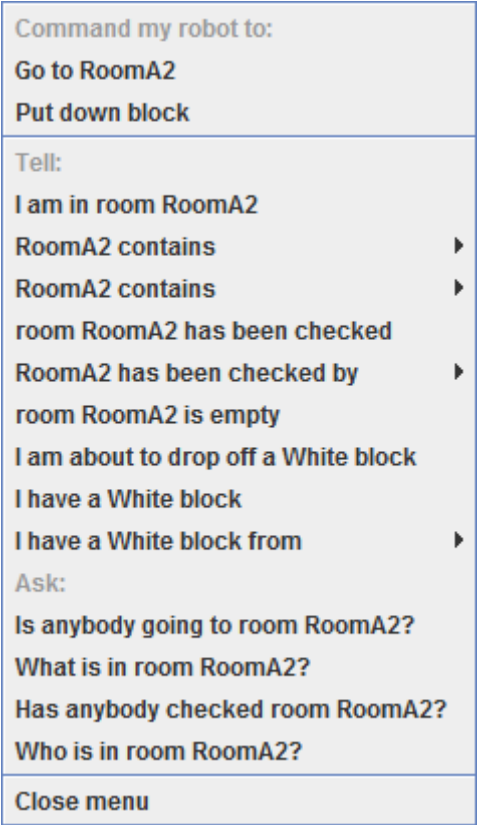 Command my robot to:
Go to RoomA2
Put down block
Tell:
I am in room RoomA2
RoomA2 contains
RoomA2 contains
room RoomA2 has been checked
RoomA2 has been checked by
room RoomA2 is empty
I am about to drop off a White block
I have a White block
I have a White block from
Ask:
Is anybody going to room RoomA2?
What is in room RoomA2?
Has anybody checked room RoomA2?
Who is in room RoomA2?
Close menu